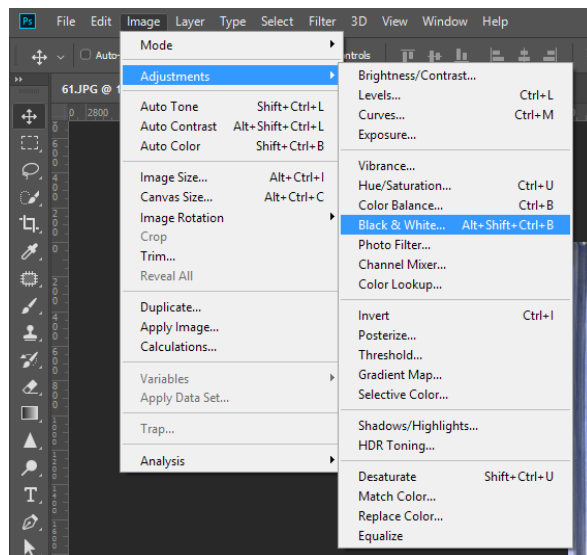 Ps File Edit Image Layer Type Select Filter 3D View Window Help
Auto-
ntrols
61.JPG @ 1
0 2800
Mode
Adjustments
Auto Tone Shift+Ctrl+L
Auto Contrast Alt+Shift+Ctrl+L
Auto Color Shift+Ctrl+B
Image Size... Alt+Ctrl+I
Canvas Size... Alt+Ctrl+C
Image Rotation
Crop
Trim...
Reveal All
Duplicate...
Apply Image...
Calculations...
Variables
Apply Data Set...
Trap...
Analysis
Brightness/Contrast...
Levels... Ctrl+L
Curves... Ctrl+M
Exposure...
Vibrance...
Hue/Saturation... Ctrl+U
Color Balance... Ctrl+B
Black & White... Alt+Shift+Ctrl+B
Photo Filter...
Channel Mixer...
Color Lookup...
Invert Ctrl+I
Posterize...
Threshold...
Gradient Map...
Selective Color...
Shadows/Highlights...
HDR Toning...
Desaturate Shift+Ctrl+U
Match Color...
Replace Color...
Equalize